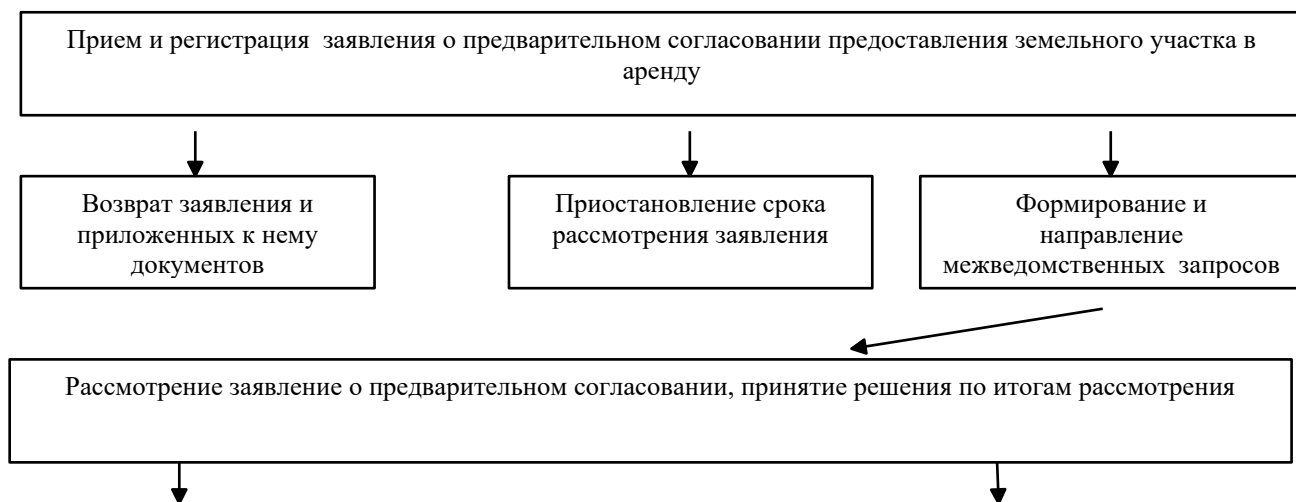 Прием и регистрация  заявления о предварительном согласовании предоставления земельного участка в
аренду
Возврат заявления и
приложенных к нему
документов
Приостановление срока
рассмотрения заявления
Формирование и
направление
межведомственных  запросов
Рассмотрение заявление о предварительном согласовании, принятие решения по итогам рассмотрения